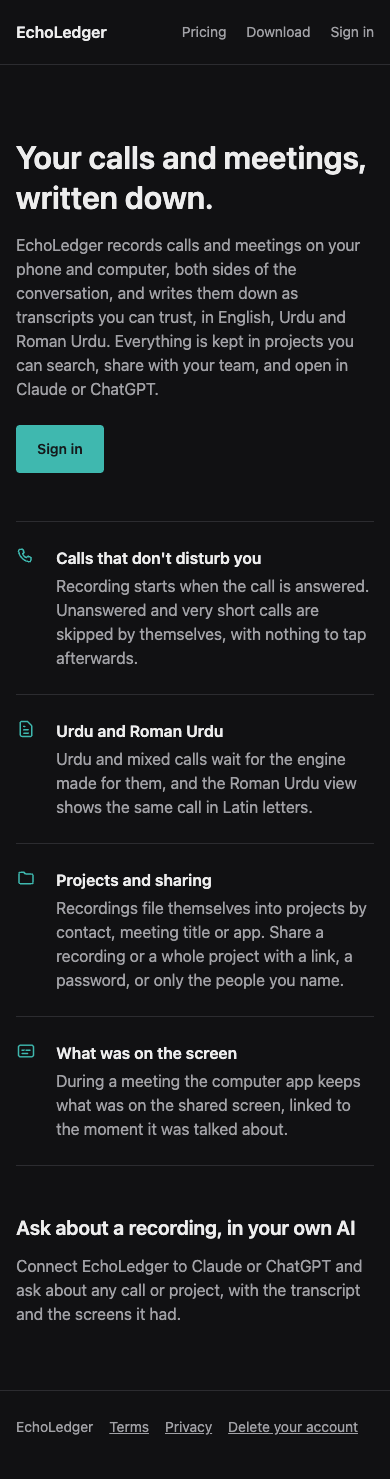 EchoLedger Pricing Download Sign in
Your calls and meetings,
written down.
EchoLedger records calls and meetings on your
phone and computer, both sides of the
conversation, and writes them down as
transcripts you can trust, in English, Urdu and
Roman Urdu. Everything is kept in projects you
can search, share with your team, and open in
Claude or ChatGPT.
Sign in
Calls that don't disturb you
Recording starts when the call is answered.
Unanswered and very short calls are
skipped by themselves, with nothing to tap
afterwards.
Urdu and Roman Urdu
Urdu and mixed calls wait for the engine
made for them, and the Roman Urdu view
shows the same call in Latin letters.
Projects and sharing
Recordings file themselves into projects by
contact, meeting title or app. Share a
recording or a whole project with a link, a
password, or only the people you name.
What was on the screen
During a meeting the computer app keeps
what was on the shared screen, linked to
the moment it was talked about.
Ask about a recording, in your own AI
Connect EchoLedger to Claude or ChatGPT and
ask about any call or project, with the transcript
and the screens it had.
EchoLedger Terms Privacy Delete your account